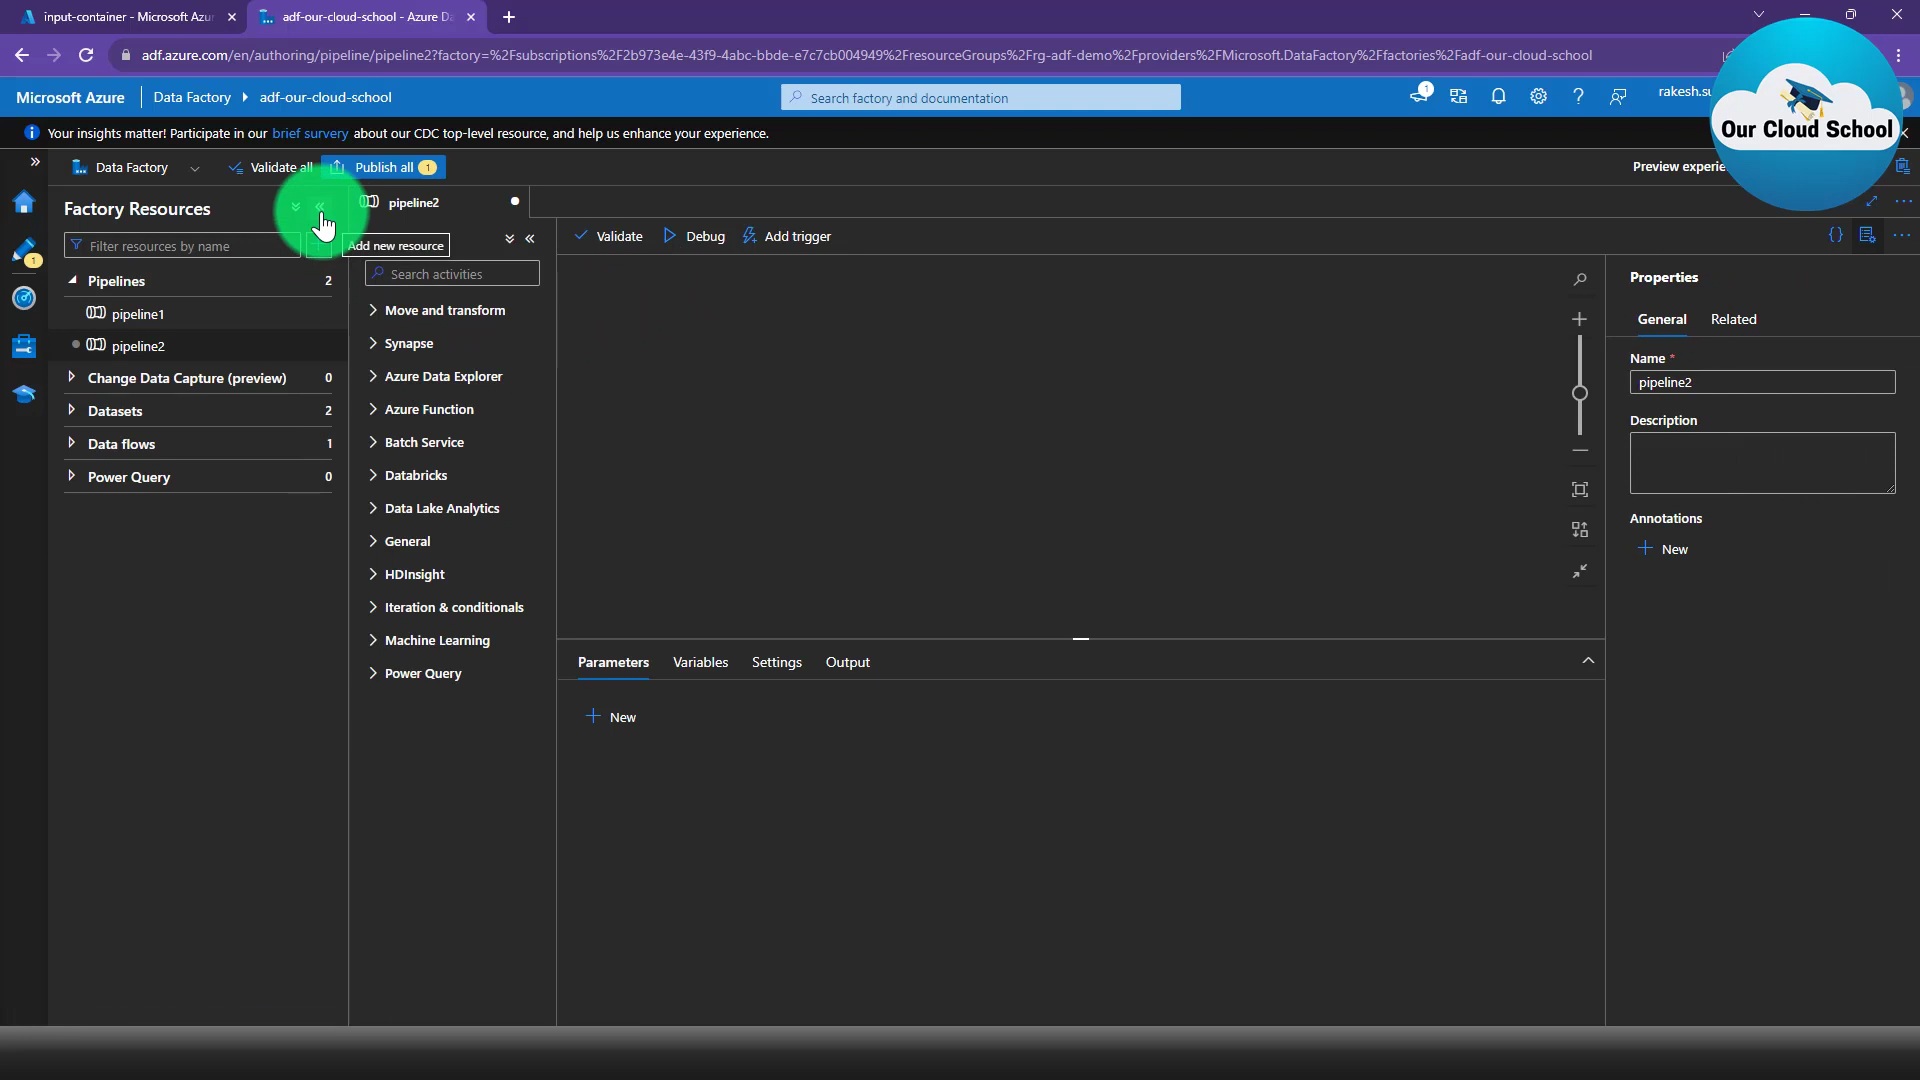 input-container - Microsoft Azu
adf-our-cloud-school - Azure Da
adf.azure.com/en/authoring/pipeline/pipeline2?factory=%2Fsubscriptions%2F2b973e4e-43f9-4abc-bbde-e7c7cb004949%2FresourceGroups%2Frg-adf-demo%2Fproviders%2FMicrosoft.DataFactory%2Ffactories%2Fadf-our-cloud-school
Microsoft Azure
Data Factory
adf-our-cloud-school
Search factory and documentation
1
rakesh.su
Our Cloud School
Your insights matter! Participate in our brief survey about our CDC top-level resource, and help us enhance your experience.
Data Factory
Validate all
Publish all 1
Preview experie
Factory Resources
pipeline2
Filter resources by name
Add new resource
Validate
Debug
Add trigger
1
Search activities
Pipelines 2
pipeline1
pipeline2
Change Data Capture (preview) 0
Datasets 2
Data flows 1
Power Query 0
Move and transform
Synapse
Azure Data Explorer
Azure Function
Batch Service
Databricks
Data Lake Analytics
General
HDInsight
Iteration & conditionals
Machine Learning
Power Query
Parameters
Variables
Settings
Output
New
Properties
General
Related
Name *
pipeline2
Description
Annotations
New